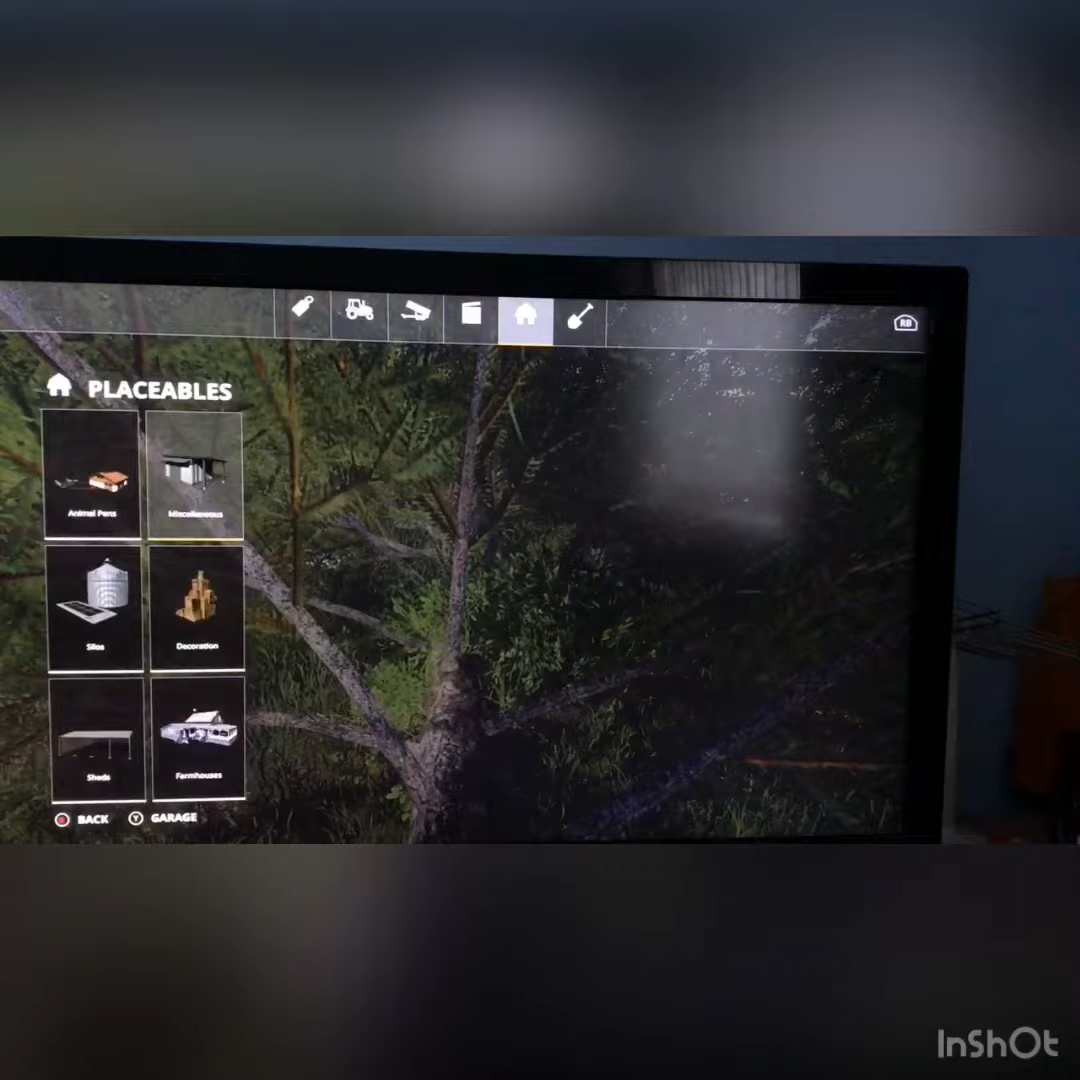 RB
PLACEABLES
Animal Pens
Miscellaneous
Silos
Decoration
Sheds
Farmhouses
BACK
Y GARAGE
InShOt